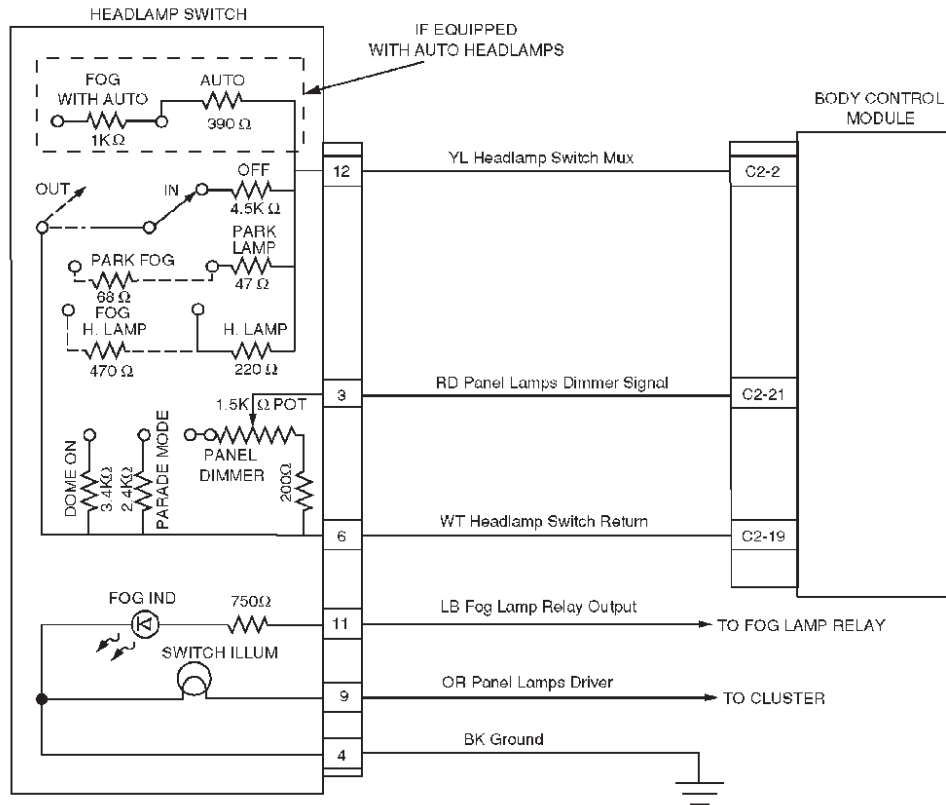 HEADLAMP SWITCH
IF EQUIPPED
WITH AUTO HEADLAMPS
FOG
WITH AUTO
1KΩ
AUTO
390 Ω
BODY CONTROL
MODULE
12
YL Headlamp Switch Mux
C2-2
OUT
IN
OFF
4.5K Ω
PARK
LAMP
47 Ω
PARK FOG
68 Ω
FOG
H. LAMP
470 Ω
H. LAMP
220 Ω
3
RD Panel Lamps Dimmer Signal
C2-21
1.5K Ω POT
PANEL
DIMMER
200Ω
DOME ON
3.4KΩ
2.4KΩ
PARADE MODE
6
WT Headlamp Switch Return
C2-19
FOG IND
750Ω
11
LB Fog Lamp Relay Output
TO FOG LAMP RELAY
SWITCH ILLUM
9
OR Panel Lamps Driver
TO CLUSTER
4
BK Ground